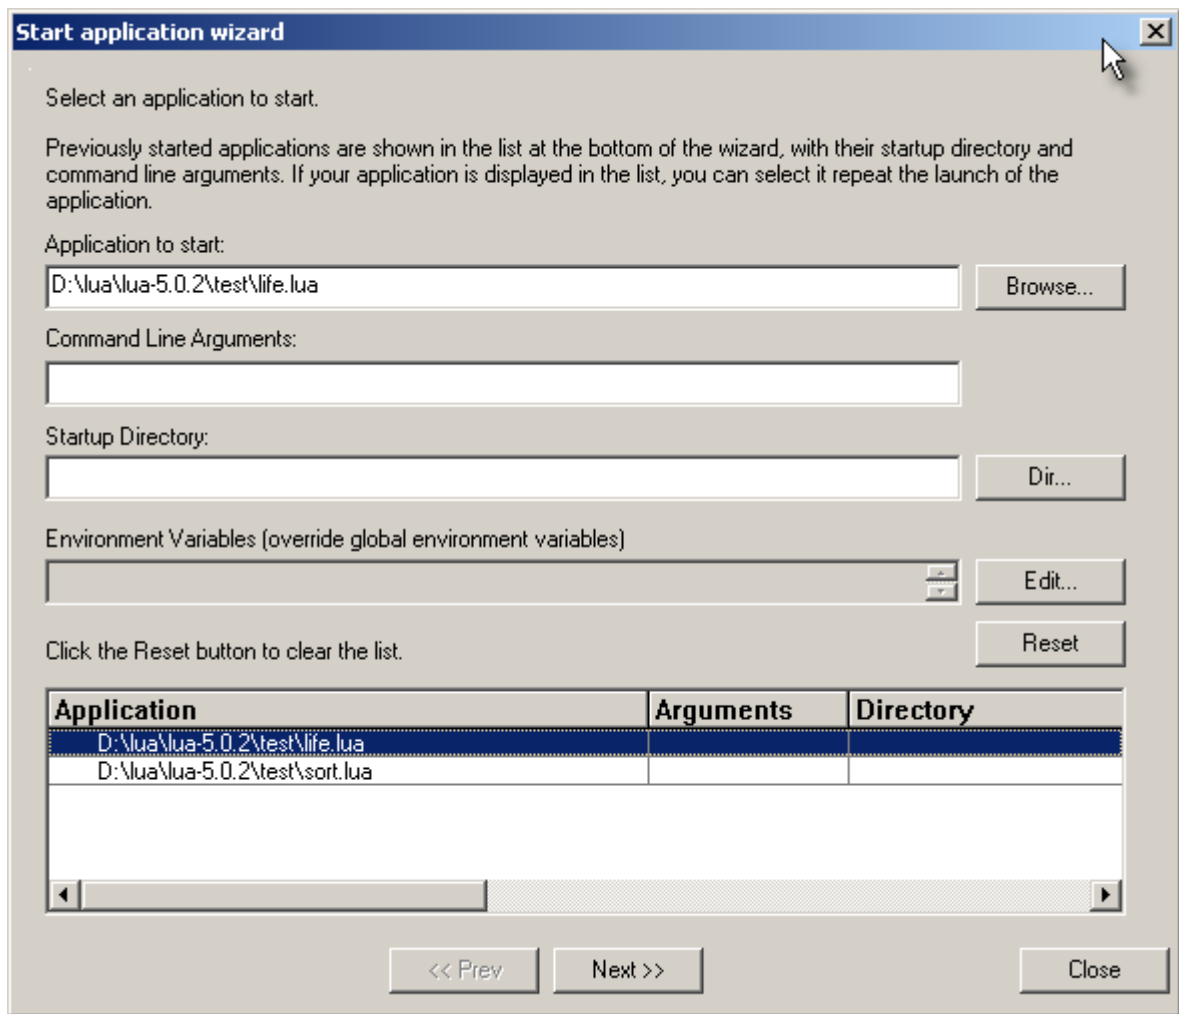 Start application wizard
Select an application to start.
Previously started applications are shown in the list at the bottom of the wizard, with their startup directory and
command line arguments. If your application is displayed in the list, you can select it repeat the launch of the
application.
Application to start:
D:\lua\lua-5.0.2\test\life.lua Browse...
Command Line Arguments:
Startup Directory:
Dir...
Environment Variables (override global environment variables)
Edit...
Click the Reset button to clear the list. Reset
Application Arguments Directory
D:\lua\lua-5.0.2\test\life.lua
D:\lua\lua-5.0.2\test\sort.lua
<< Prev Next >> Close